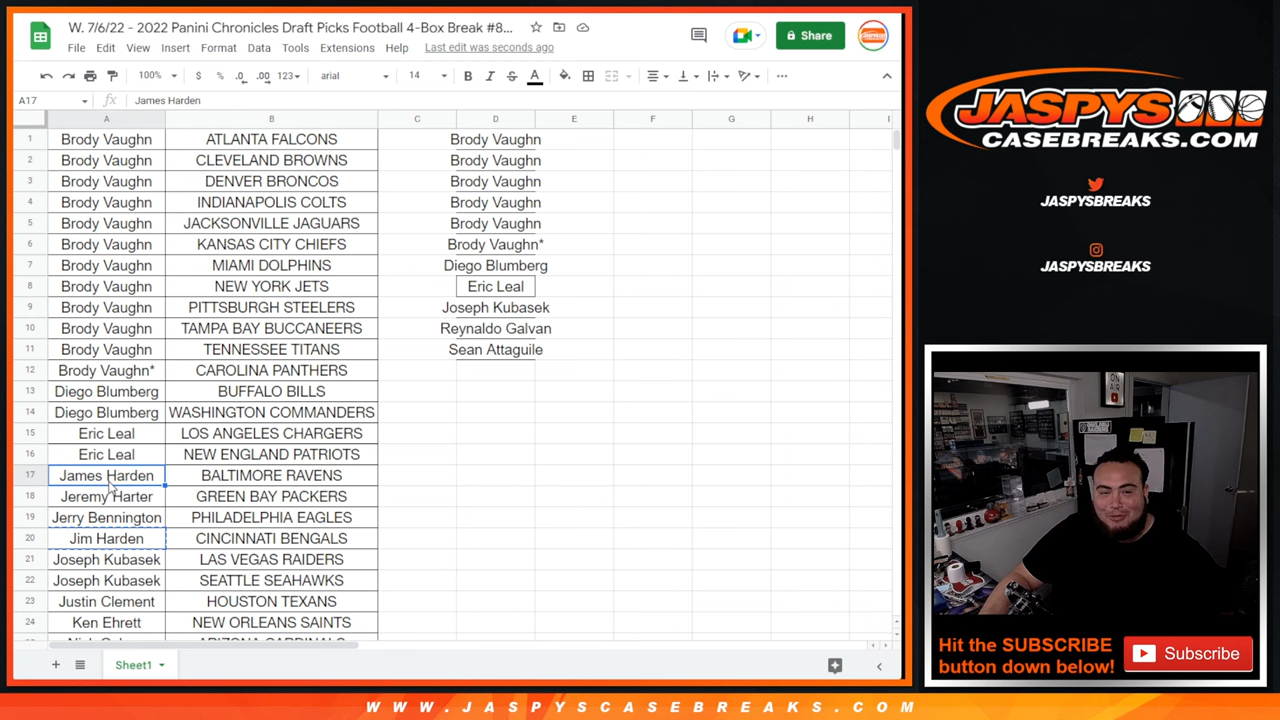 W. 7/6/22 - 2022 Panini Chronicles Draft Picks Football 4-Box Break #8...
File Edit View Insert Format Data Tools Extensions Help Last edit was seconds ago
Share
100% $ % .0 .00 123 arial 14 B I S A
A17 fx James Harden
A B C D E F G H I
1 Brody Vaughn ATLANTA FALCONS Brody Vaughn
2 Brody Vaughn CLEVELAND BROWNS Brody Vaughn
3 Brody Vaughn DENVER BRONCOS Brody Vaughn
4 Brody Vaughn INDIANAPOLIS COLTS Brody Vaughn
5 Brody Vaughn JACKSONVILLE JAGUARS Brody Vaughn
6 Brody Vaughn KANSAS CITY CHIEFS Brody Vaughn*
7 Brody Vaughn MIAMI DOLPHINS Diego Blumberg
8 Brody Vaughn NEW YORK JETS Eric Leal
9 Brody Vaughn PITTSBURGH STEELERS Joseph Kubasek
10 Brody Vaughn TAMPA BAY BUCCANEERS Reynaldo Galvan
11 Brody Vaughn TENNESSEE TITANS Sean Attaguile
12 Brody Vaughn* CAROLINA PANTHERS
13 Diego Blumberg BUFFALO BILLS
14 Diego Blumberg WASHINGTON COMMANDERS
15 Eric Leal LOS ANGELES CHARGERS
16 Eric Leal NEW ENGLAND PATRIOTS
17 James Harden BALTIMORE RAVENS
18 Jeremy Harter GREEN BAY PACKERS
19 Jerry Bennington PHILADELPHIA EAGLES
20 Jim Harden CINCINNATI BENGALS
21 Joseph Kubasek LAS VEGAS RAIDERS
22 Joseph Kubasek SEATTLE SEAHAWKS
23 Justin Clement HOUSTON TEXANS
24 Ken Ehrett NEW ORLEANS SAINTS
ARIZONA CARDINALS
Sheet1
JASPYS
CASEBREAKS.COM
JASPYSBREAKS
JASPYSBREAKS
ON AIR
Hit the SUBSCRIBE
button down below!
Subscribe
WWW.JASPYSCASEBREAKS.COM